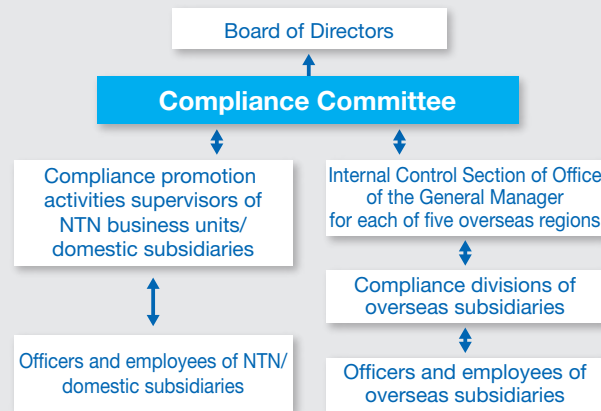 Board of Directors
Compliance Committee
Compliance promotion
activities supervisors of
NTN business units/
domestic subsidiaries
Internal Control Section of Office
of the General Manager
for each of five overseas regions
Compliance divisions of
overseas subsidiaries
Officers and employees of NTN/
domestic subsidiaries
Officers and employees of
overseas subsidiaries